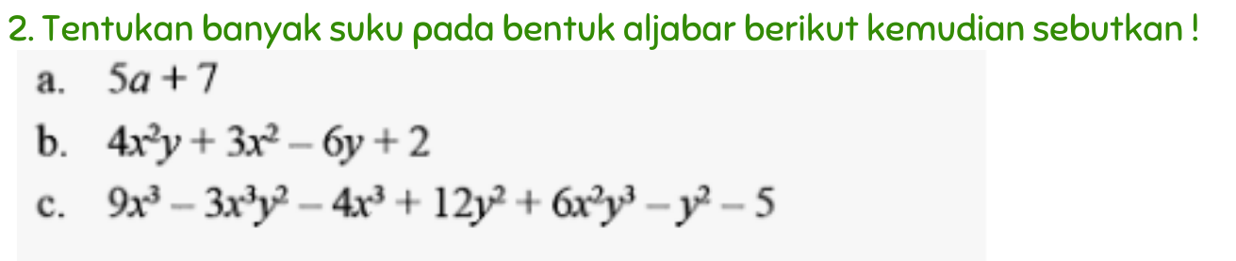 2. Tentukan banyak suku pada bentuk aljabar berikut kemudian sebutkan !
a. 5a + 7
b. 4x²y + 3x² – 6y + 2
c. 9x³ – 3x³y² – 4x³ + 12y² + 6x²y³ – y² – 5